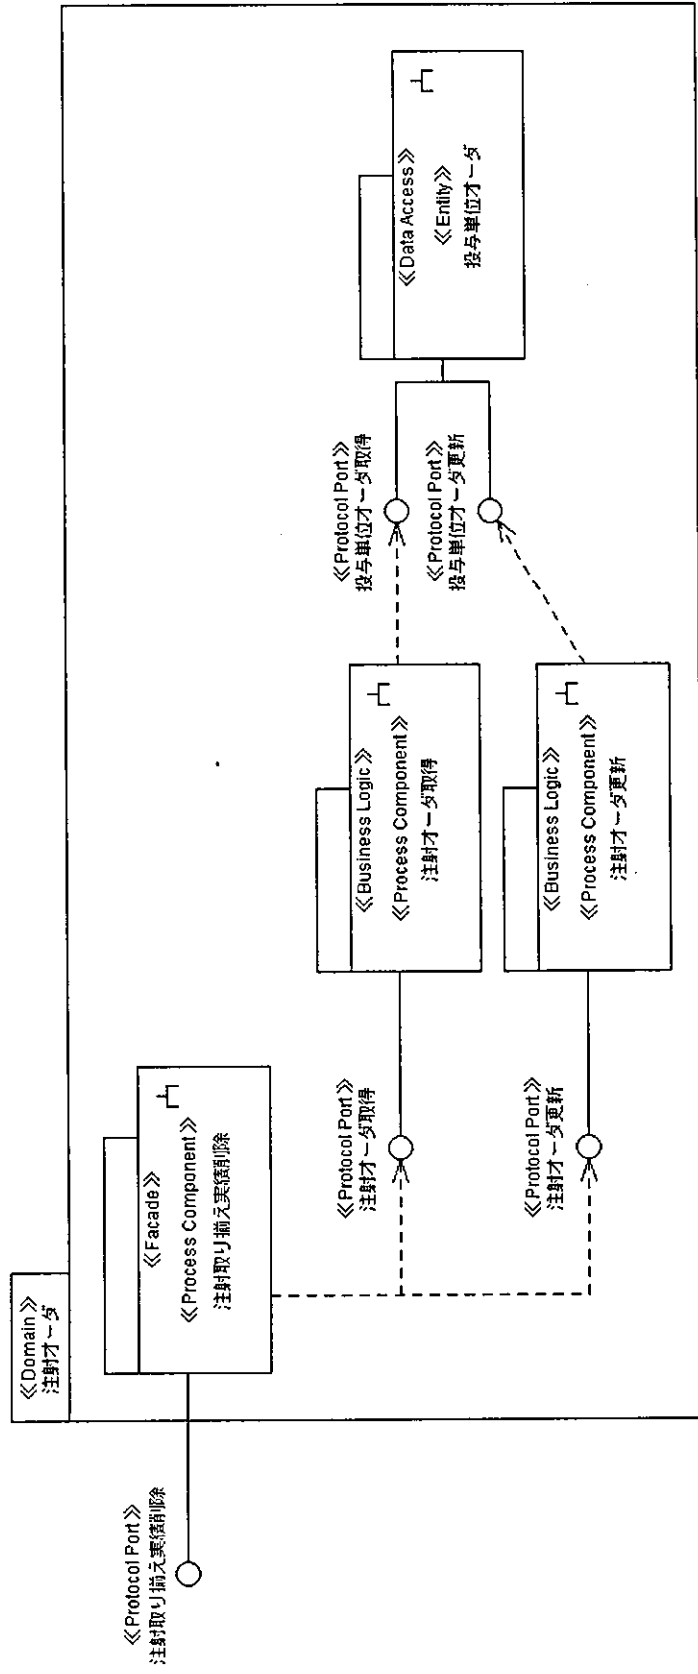 ≪Protocol Port≫
注射取り揃え実績削除
≪Domain≫
注射オーダ
≪Facade≫
≪Process Component≫
注射取り揃え実績削除
≪Protocol Port≫
注射オーダ取得
≪Protocol Port≫
注射オーダ更新
≪Business Logic≫
≪Process Component≫
注射オーダ取得
≪Business Logic≫
≪Process Component≫
注射オーダ更新
≪Protocol Port≫
投与単位オーダ取得
≪Protocol Port≫
投与単位オーダ更新
≪Data Access≫
≪Entity≫
投与単位オーダ